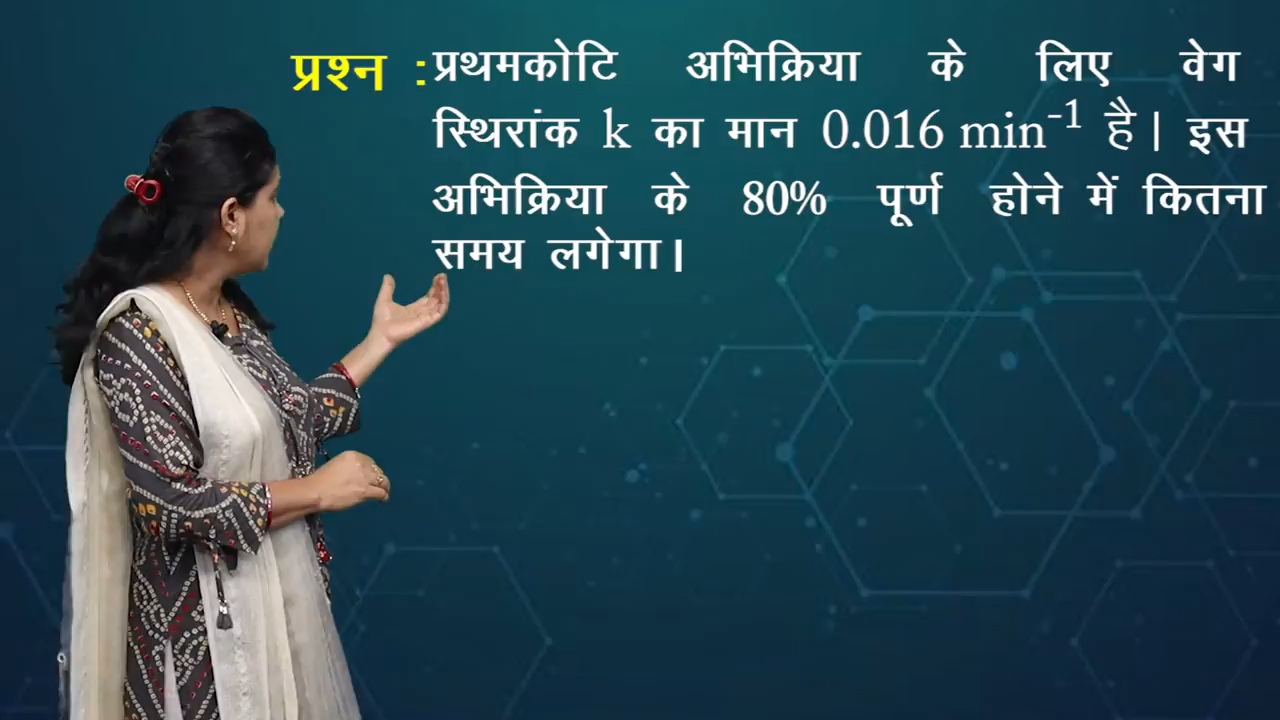 प्रश्न : प्रथमकोटि अभिक्रिया के लिए वेग
स्थिरांक k का मान 0.016 min⁻¹ है। इस
अभिक्रिया के 80% पूर्ण होने में कितना
समय लगेगा।